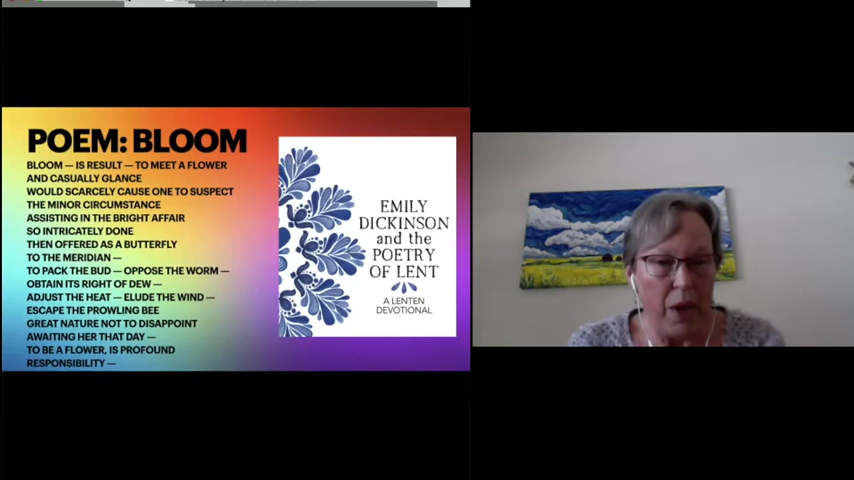 POEM: BLOOM
BLOOM — IS RESULT — TO MEET A FLOWER
AND CASUALLY GLANCE
WOULD SCARCELY CAUSE ONE TO SUSPECT
THE MINOR CIRCUMSTANCE
ASSISTING IN THE BRIGHT AFFAIR
SO INTRICATELY DONE
THEN OFFERED AS A BUTTERFLY
TO THE MERIDIAN —
TO PACK THE BUD — OPPOSE THE WORM —
OBTAIN ITS RIGHT OF DEW —
ADJUST THE HEAT — ELUDE THE WIND —
ESCAPE THE PROWLING BEE
GREAT NATURE NOT TO DISAPPOINT
AWAITING HER THAT DAY —
TO BE A FLOWER, IS PROFOUND
RESPONSIBILITY —
EMILY
DICKINSON
and the
POETRY
OF LENT
A LENTEN
DEVOTIONAL